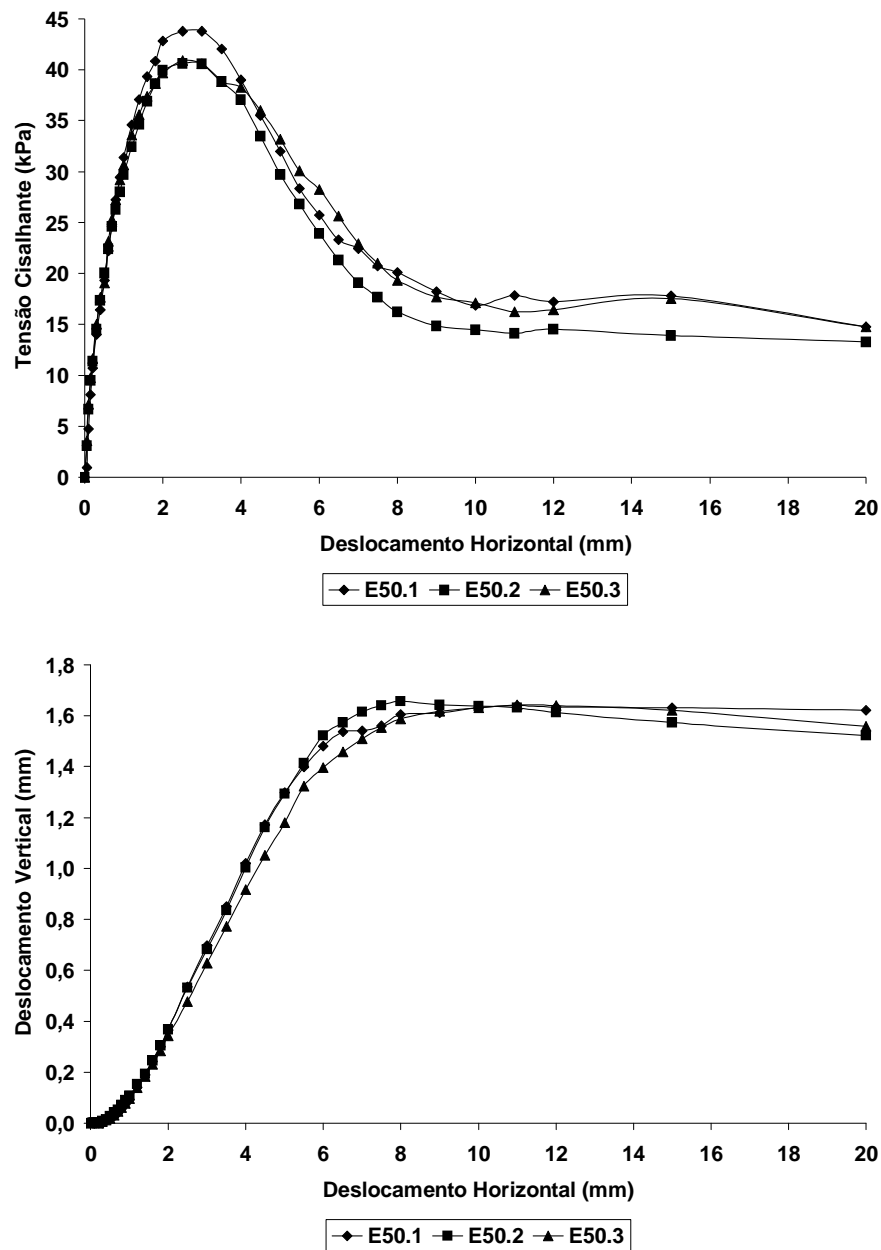 45
40
35
30
25
20
15
10
5
0
Tensão Cisalhante (kPa)
0 2 4 6 8 10 12 14 16 18 20
Deslocamento Horizontal (mm)
E50.1 E50.2 E50.3
1,8
1,6
1,4
1,2
1,0
0,8
0,6
0,4
0,2
0,0
Deslocamento Vertical (mm)
0 2 4 6 8 10 12 14 16 18 20
Deslocamento Horizontal (mm)
E50.1 E50.2 E50.3